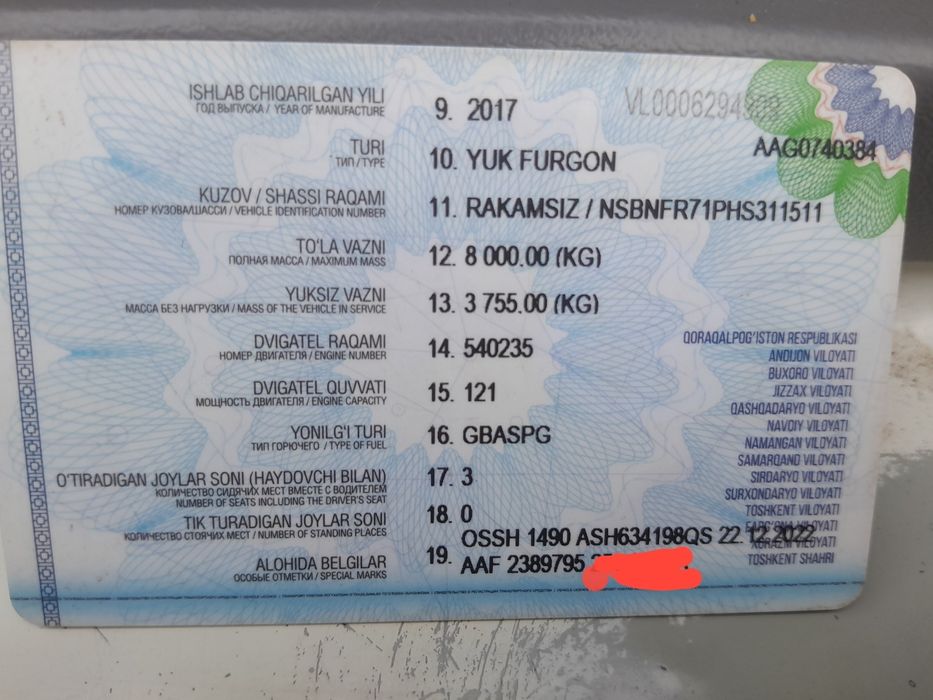 ISHLAB CHIQARILGAN YILI
ГОД ВЫПУСКА / YEAR OF MANUFACTURE
9. 2017
VL0006294929
AAG0740384
TURI
ТИП / TYPE
10. YUK FURGON
KUZOV / SHASSI RAQAMI
НОМЕР КУЗОВА/ШАССИ / VEHICLE IDENTIFICATION NUMBER
11. RAKAMSIZ / NSBNFR71PHS311511
TO'LA VAZNI
ПОЛНАЯ МАССА / MAXIMUM MASS
12. 8 000.00 (KG)
YUKSIZ VAZNI
МАССА БЕЗ НАГРУЗКИ / MASS OF THE VEHICLE IN SERVICE
13. 3 755.00 (KG)
DVIGATEL RAQAMI
НОМЕР ДВИГАТЕЛЯ / ENGINE NUMBER
14. 540235
DVIGATEL QUVVATI
МОЩНОСТЬ ДВИГАТЕЛЯ / ENGINE CAPACITY
15. 121
YONILG'I TURI
ТИП ГОРЮЧЕГО / TYPE OF FUEL
16. GBASPG
O'TIRADIGAN JOYLAR SONI (HAYDOVCHI BILAN)
КОЛИЧЕСТВО СИДЯЧИХ МЕСТ ВМЕСТЕ С ВОДИТЕЛЕМ
NUMBER OF SEATS INCLUDING THE DRIVER'S SEAT
17. 3
TIK TURADIGAN JOYLAR SONI
КОЛИЧЕСТВО СТОЯЧИХ МЕСТ / NUMBER OF STANDING PLACES
18. 0
ALOHIDA BELGILAR
ОСОБЫЕ ОТМЕТКИ / SPECIAL MARKS
19. OSSH 1490 ASH634198QS 22.12.2022
AAF 2389795
QORAQALPOG'ISTON RESPUBLIKASI
ANDIJON VILOYATI
BUXORO VILOYATI
JIZZAX VILOYATI
QASHQADARYO VILOYATI
NAVOIY VILOYATI
NAMANGAN VILOYATI
SAMARQAND VILOYATI
SIRDARYO VILOYATI
SURXONDARYO VILOYATI
TOSHKENT VILOYATI
FARG'ONA VILOYATI
XORAZM VILOYATI
TOSHKENT SHAHRI